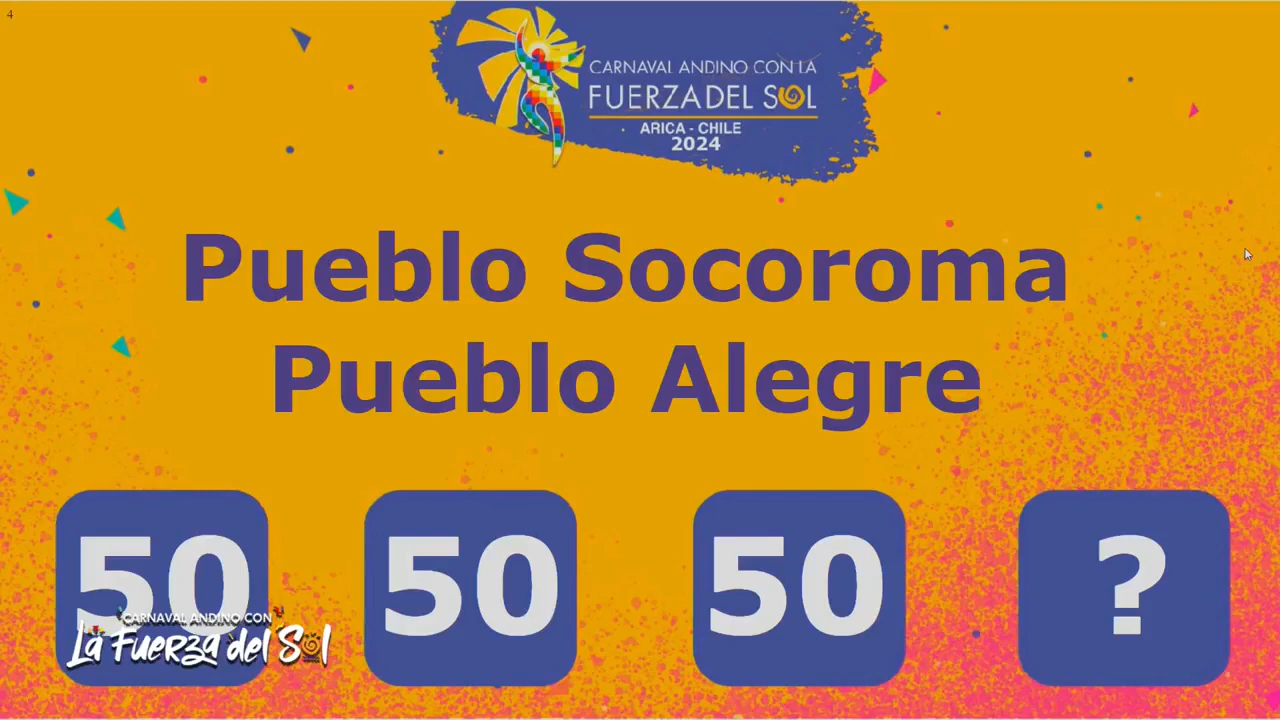 4
CARNAVAL ANDINO CON LA
FUERZA DEL SOL
ARICA - CHILE
2024
Pueblo Socoroma
Pueblo Alegre
50 50 50 ?
CARNAVAL ANDINO CON
La Fuerza del Sol